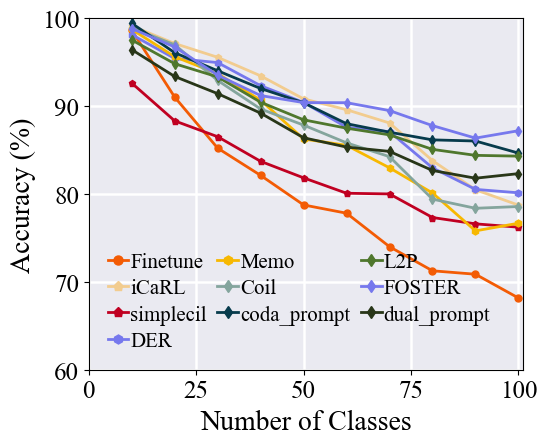 100
90
80
70
60
Accuracy (%)
Finetune Memo L2P
iCaRL Coil FOSTER
simplecil coda_prompt dual_prompt
DER
0 25 50 75 100
Number of Classes